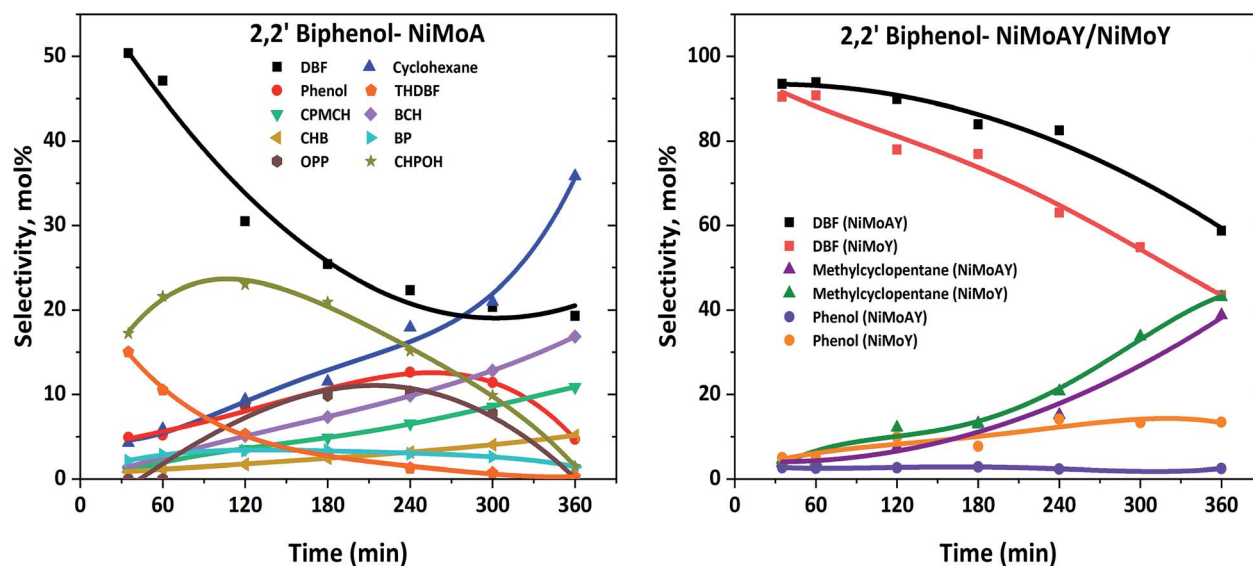 2,2' Biphenol- NiMoA
DBF
Phenol
CPMCH
CHB
OPP
Cyclohexane
THDBF
BCH
BP
CHPOH
Selectivity, mol%
50
40
30
20
10
0
0 60 120 180 240 300 360
Time (min)
2,2' Biphenol- NiMoAY/NiMoY
DBF (NiMoAY)
DBF (NiMoY)
Methylcyclopentane (NiMoAY)
Methylcyclopentane (NiMoY)
Phenol (NiMoAY)
Phenol (NiMoY)
Selectivity, mol%
100
80
60
40
20
0
0 60 120 180 240 300 360
Time (min)